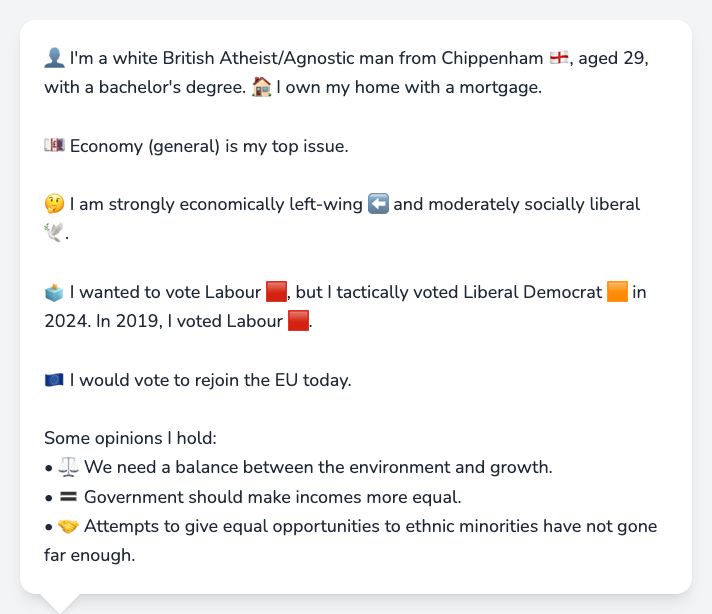 👤 I'm a white British Atheist/Agnostic man from Chippenham 🏴󠁧󠁢󠁥󠁮󠁧󠁿, aged 29,
with a bachelor's degree. 🏠 I own my home with a mortgage.
💷 Economy (general) is my top issue.
🤔 I am strongly economically left-wing ⬅️ and moderately socially liberal
🕊️.
🗳️ I wanted to vote Labour 🟥, but I tactically voted Liberal Democrat 🟧 in
2024. In 2019, I voted Labour 🟥.
🇪🇺 I would vote to rejoin the EU today.
Some opinions I hold:
• ⚖️ We need a balance between the environment and growth.
• 🟰 Government should make incomes more equal.
• 🤝 Attempts to give equal opportunities to ethnic minorities have not gone
far enough.